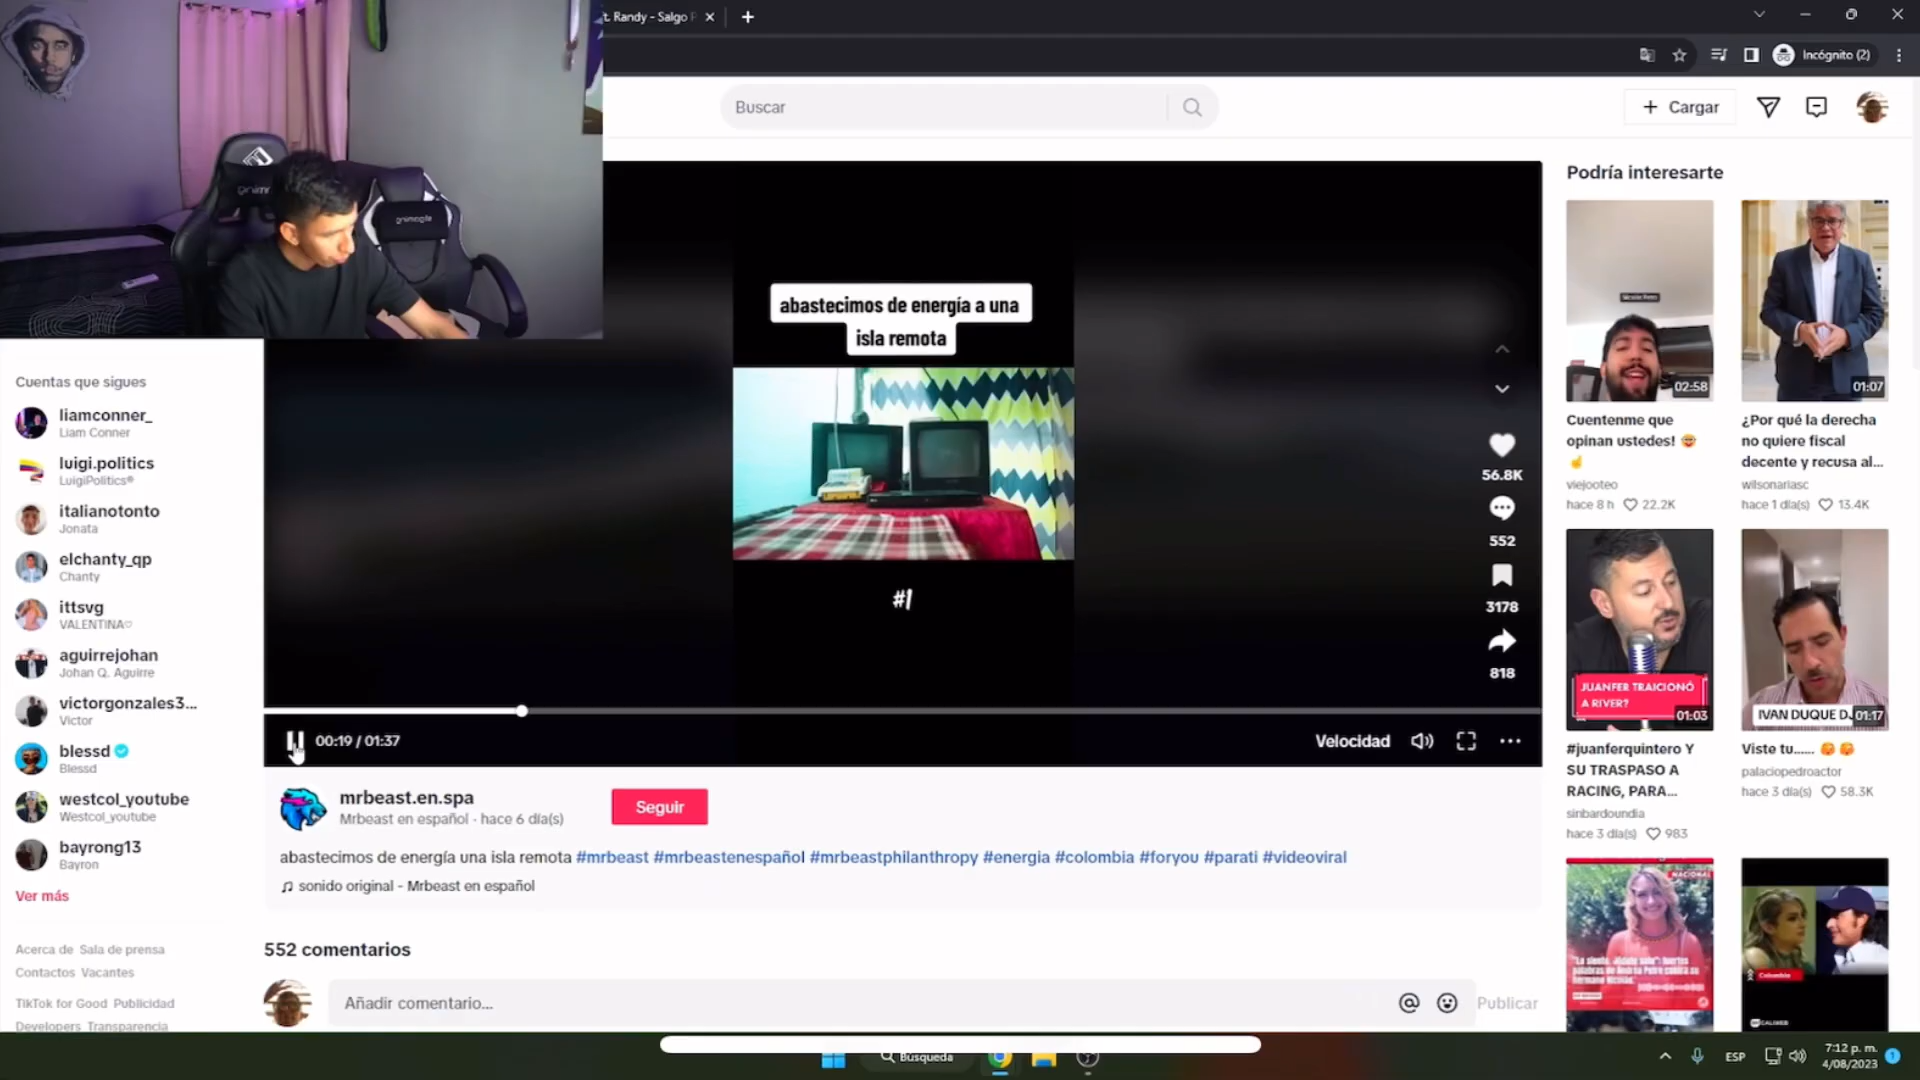 t. Randy - Salgo
Incógnito (2)
Buscar
Cargar
Cuentas que sigues
liamconner_
Liam Conner
luigi.politics
LuigiPolitics®
italianotonto
Jonata
elchanty_qp
Chanty
ittsvg
VALENTINA♡
aguirrejohan
Johan Q. Aguirre
victorgonzales3...
Victor
blessd
Blessd
westcol_youtube
Westcol_youtube
bayrong13
Bayron
Ver más
Acerca de Sala de prensa
Contactos Vacantes
TikTok for Good Publicidad
Developers Transparencia
abastecimos de energía a una
isla remota
#1
56.8K
552
3178
818
00:19 / 01:37
Velocidad
mrbeast.en.spa
Mrbeast en español · hace 6 día(s)
Seguir
abastecimos de energía una isla remota #mrbeast #mrbeastenespañol #mrbeastphilanthropy #energia #colombia #foryou #parati #videoviral
♫ sonido original - Mrbeast en español
552 comentarios
Añadir comentario...
Publicar
Podría interesarte
02:58
Cuentenme que
opinan ustedes!
viejooteo
hace 8 h 22.2K
01:07
¿Por qué la derecha
no quiere fiscal
decente y recusa al...
wilsonariasc
hace 1 día(s) 13.4K
JUANFER TRAICIONÓ
A RIVER?
01:03
#juanferquintero Y
SU TRASPASO A
RACING, PARA...
sinbardoundia
hace 3 día(s) 983
IVAN DUQUE D
01:17
Viste tu......
palaciopedroactor
hace 3 día(s) 58.3K
NACIONAL
Colombia
Búsqueda
ESP
7:12 p. m.
4/08/2023
1